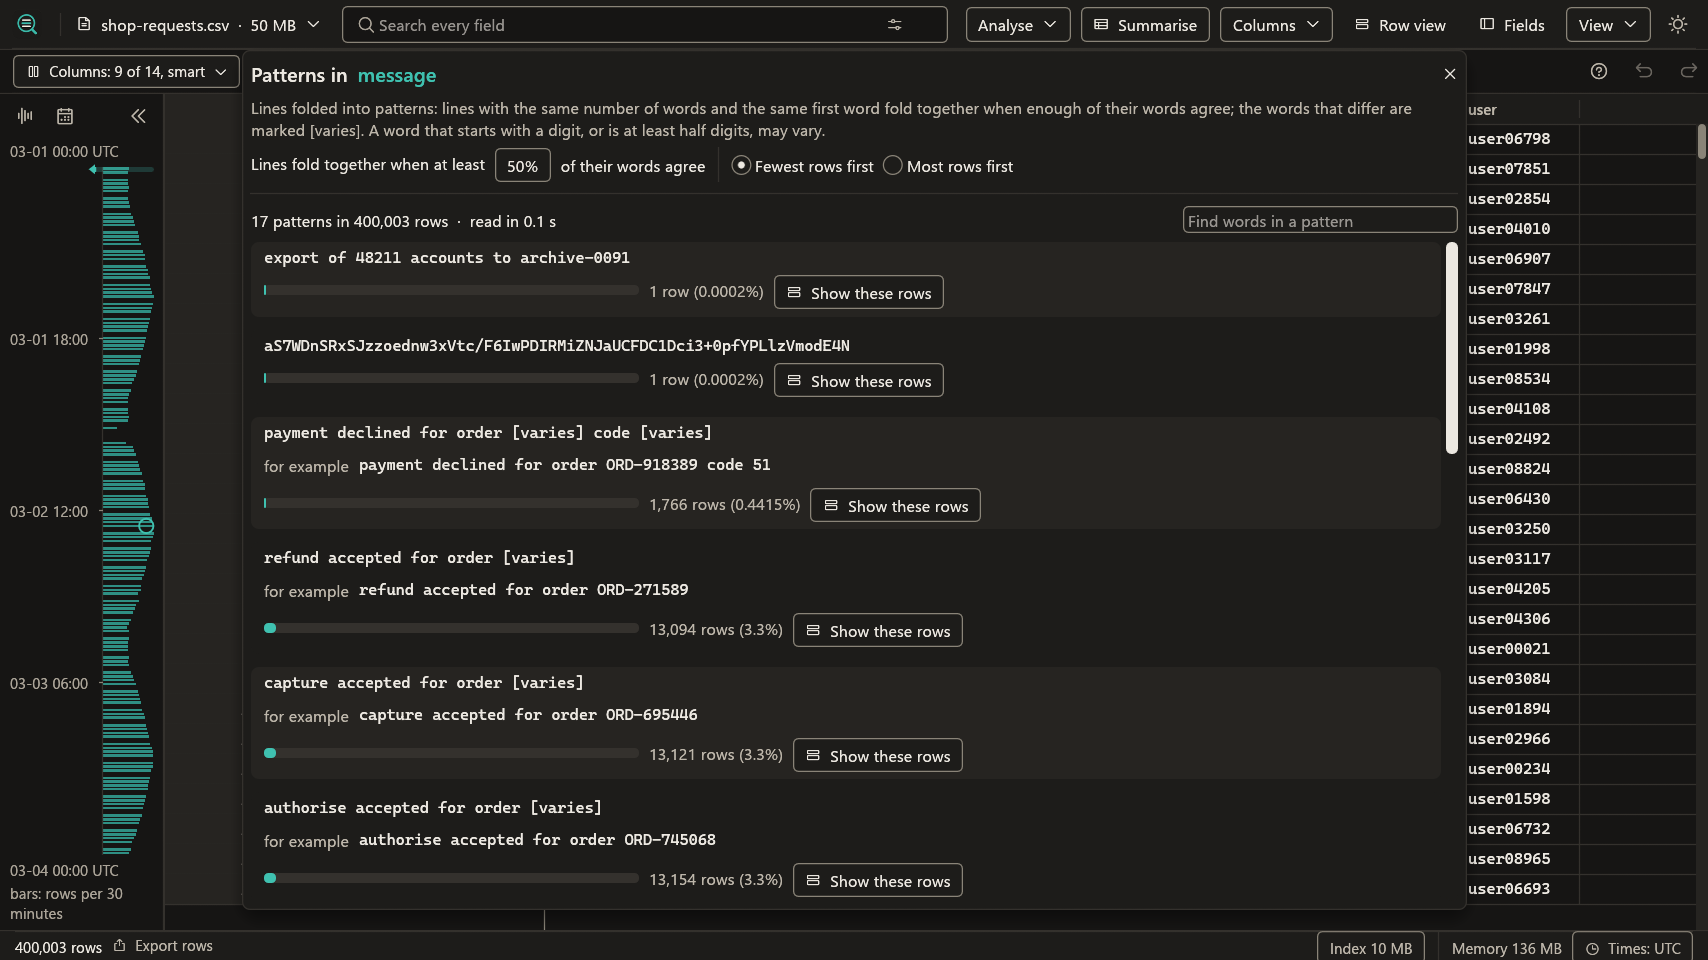 shop-requests.csv · 50 MB
Search every field
Analyse
Summarise
Columns
Row view
Fields
View
Columns: 9 of 14, smart
03-01 00:00 UTC
03-01 18:00
03-02 12:00
03-03 06:00
03-04 00:00 UTC
bars: rows per 30
minutes
Patterns in message
Lines folded into patterns: lines with the same number of words and the same first word fold together when enough of their words agree; the words that differ are
marked [varies]. A word that starts with a digit, or is at least half digits, may vary.
Lines fold together when at least 50% of their words agree
Fewest rows first
Most rows first
17 patterns in 400,003 rows · read in 0.1 s
Find words in a pattern
export of 48211 accounts to archive-0091
1 row (0.0002%)
Show these rows
aS7WDnSRxSJzzoednw3xVtc/F6IwPDIRMiZNJaUCFDC1Dci3+0pfYPLlzVmodE4N
1 row (0.0002%)
Show these rows
payment declined for order [varies] code [varies]
for example payment declined for order ORD-918389 code 51
1,766 rows (0.4415%)
Show these rows
refund accepted for order [varies]
for example refund accepted for order ORD-271589
13,094 rows (3.3%)
Show these rows
capture accepted for order [varies]
for example capture accepted for order ORD-695446
13,121 rows (3.3%)
Show these rows
authorise accepted for order [varies]
for example authorise accepted for order ORD-745068
13,154 rows (3.3%)
Show these rows
user
user06798
user07851
user02854
user04010
user06907
user07847
user03261
user01998
user08534
user04108
user02492
user08824
user06430
user03250
user03117
user04205
user04306
user00021
user03084
user01894
user02966
user00234
user01598
user06732
user08965
user06693
400,003 rows
Export rows
Index 10 MB
Memory 136 MB
Times: UTC